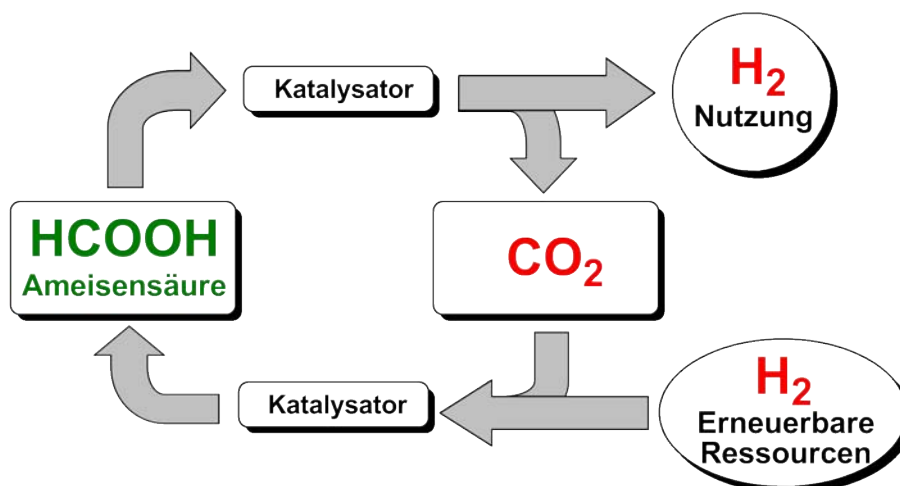 Katalysator
H₂
Nutzung
HCOOH
Ameisensäure
CO₂
Katalysator
H₂
Erneuerbare
Ressourcen